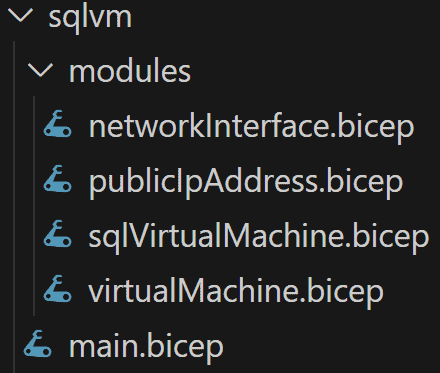 sqlvm
modules
networkInterface.bicep
publicIpAddress.bicep
sqlVirtualMachine.bicep
virtualMachine.bicep
main.bicep